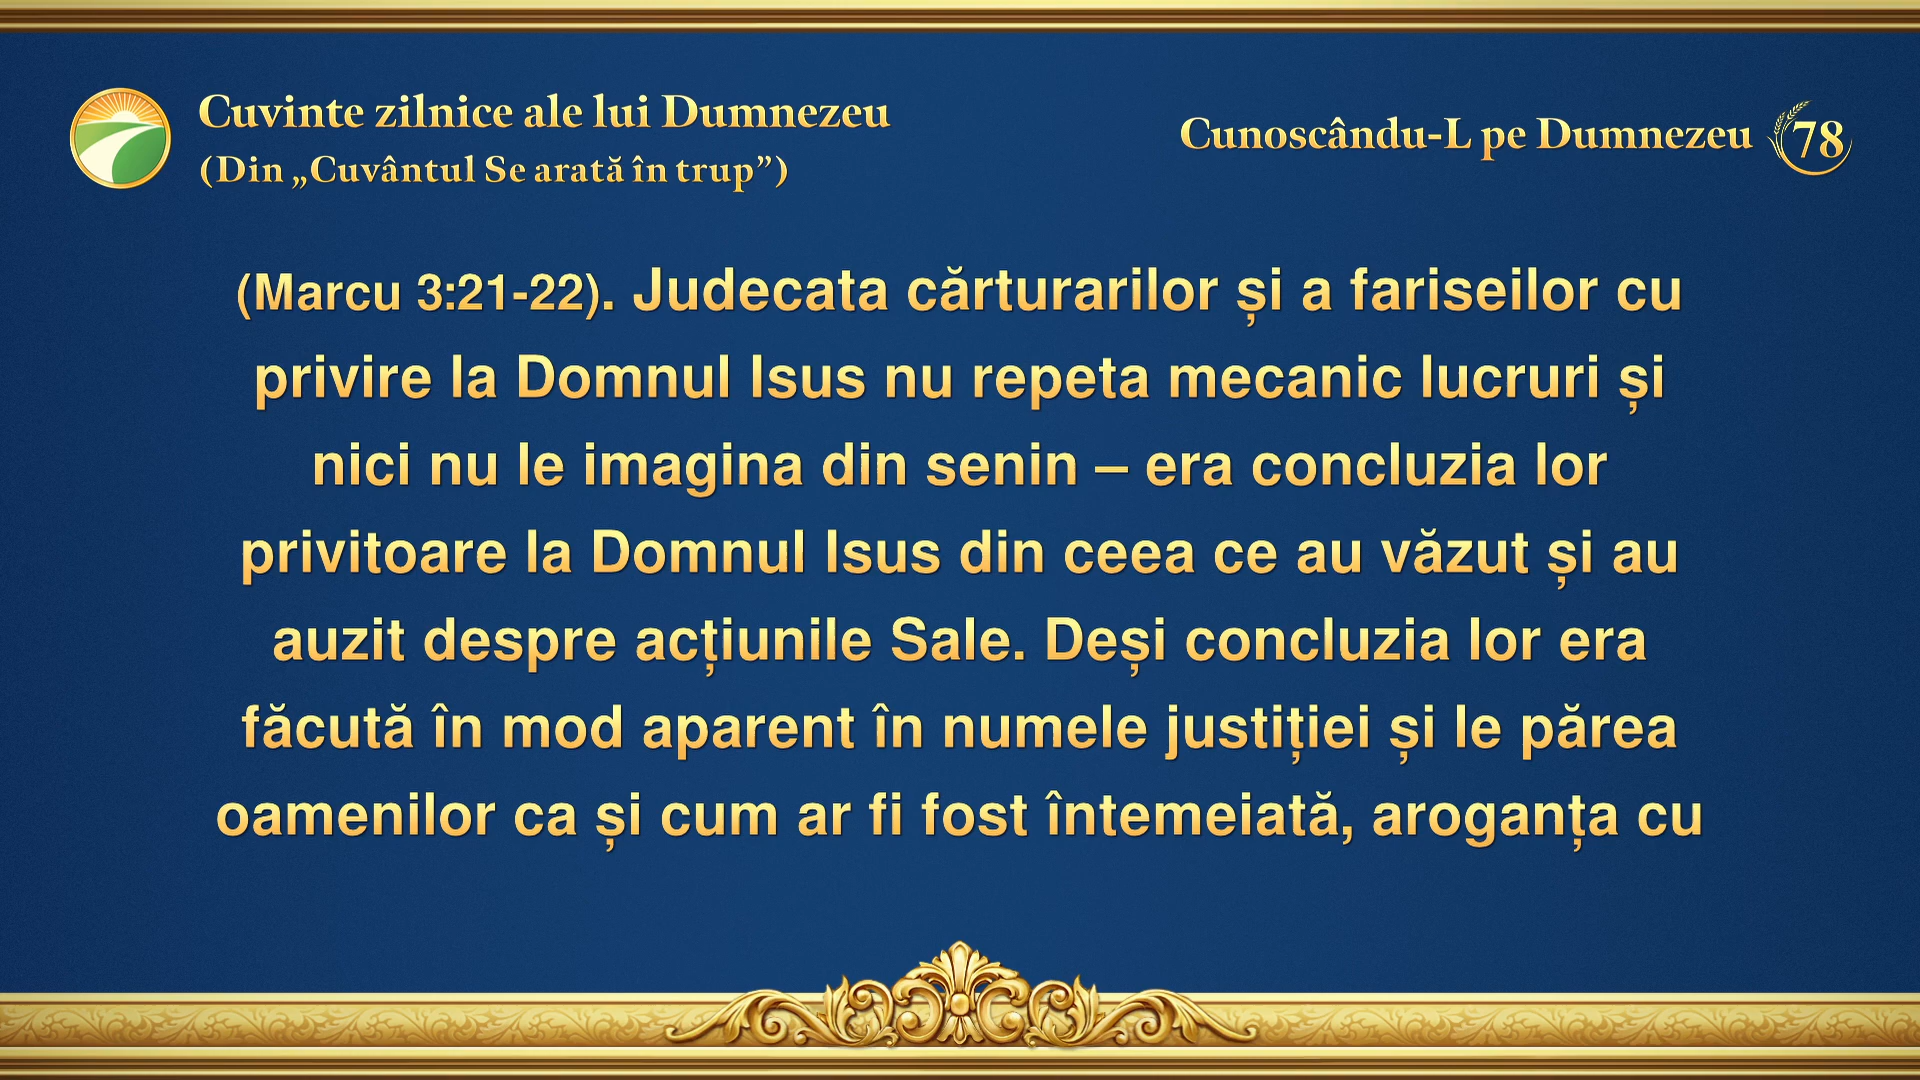 Cuvinte zilnice ale lui Dumnezeu
(Din „Cuvântul Se arată în trup”)
Cunoscându-L pe Dumnezeu 78
(Marcu 3:21-22). Judecata cărturarilor și a fariseilor cu
privire la Domnul Isus nu repeta mecanic lucruri și
nici nu le imagina din senin – era concluzia lor
privitoare la Domnul Isus din ceea ce au văzut și au
auzit despre acțiunile Sale. Deși concluzia lor era
făcută în mod aparent în numele justiției și le părea
oamenilor ca și cum ar fi fost întemeiată, aroganța cu